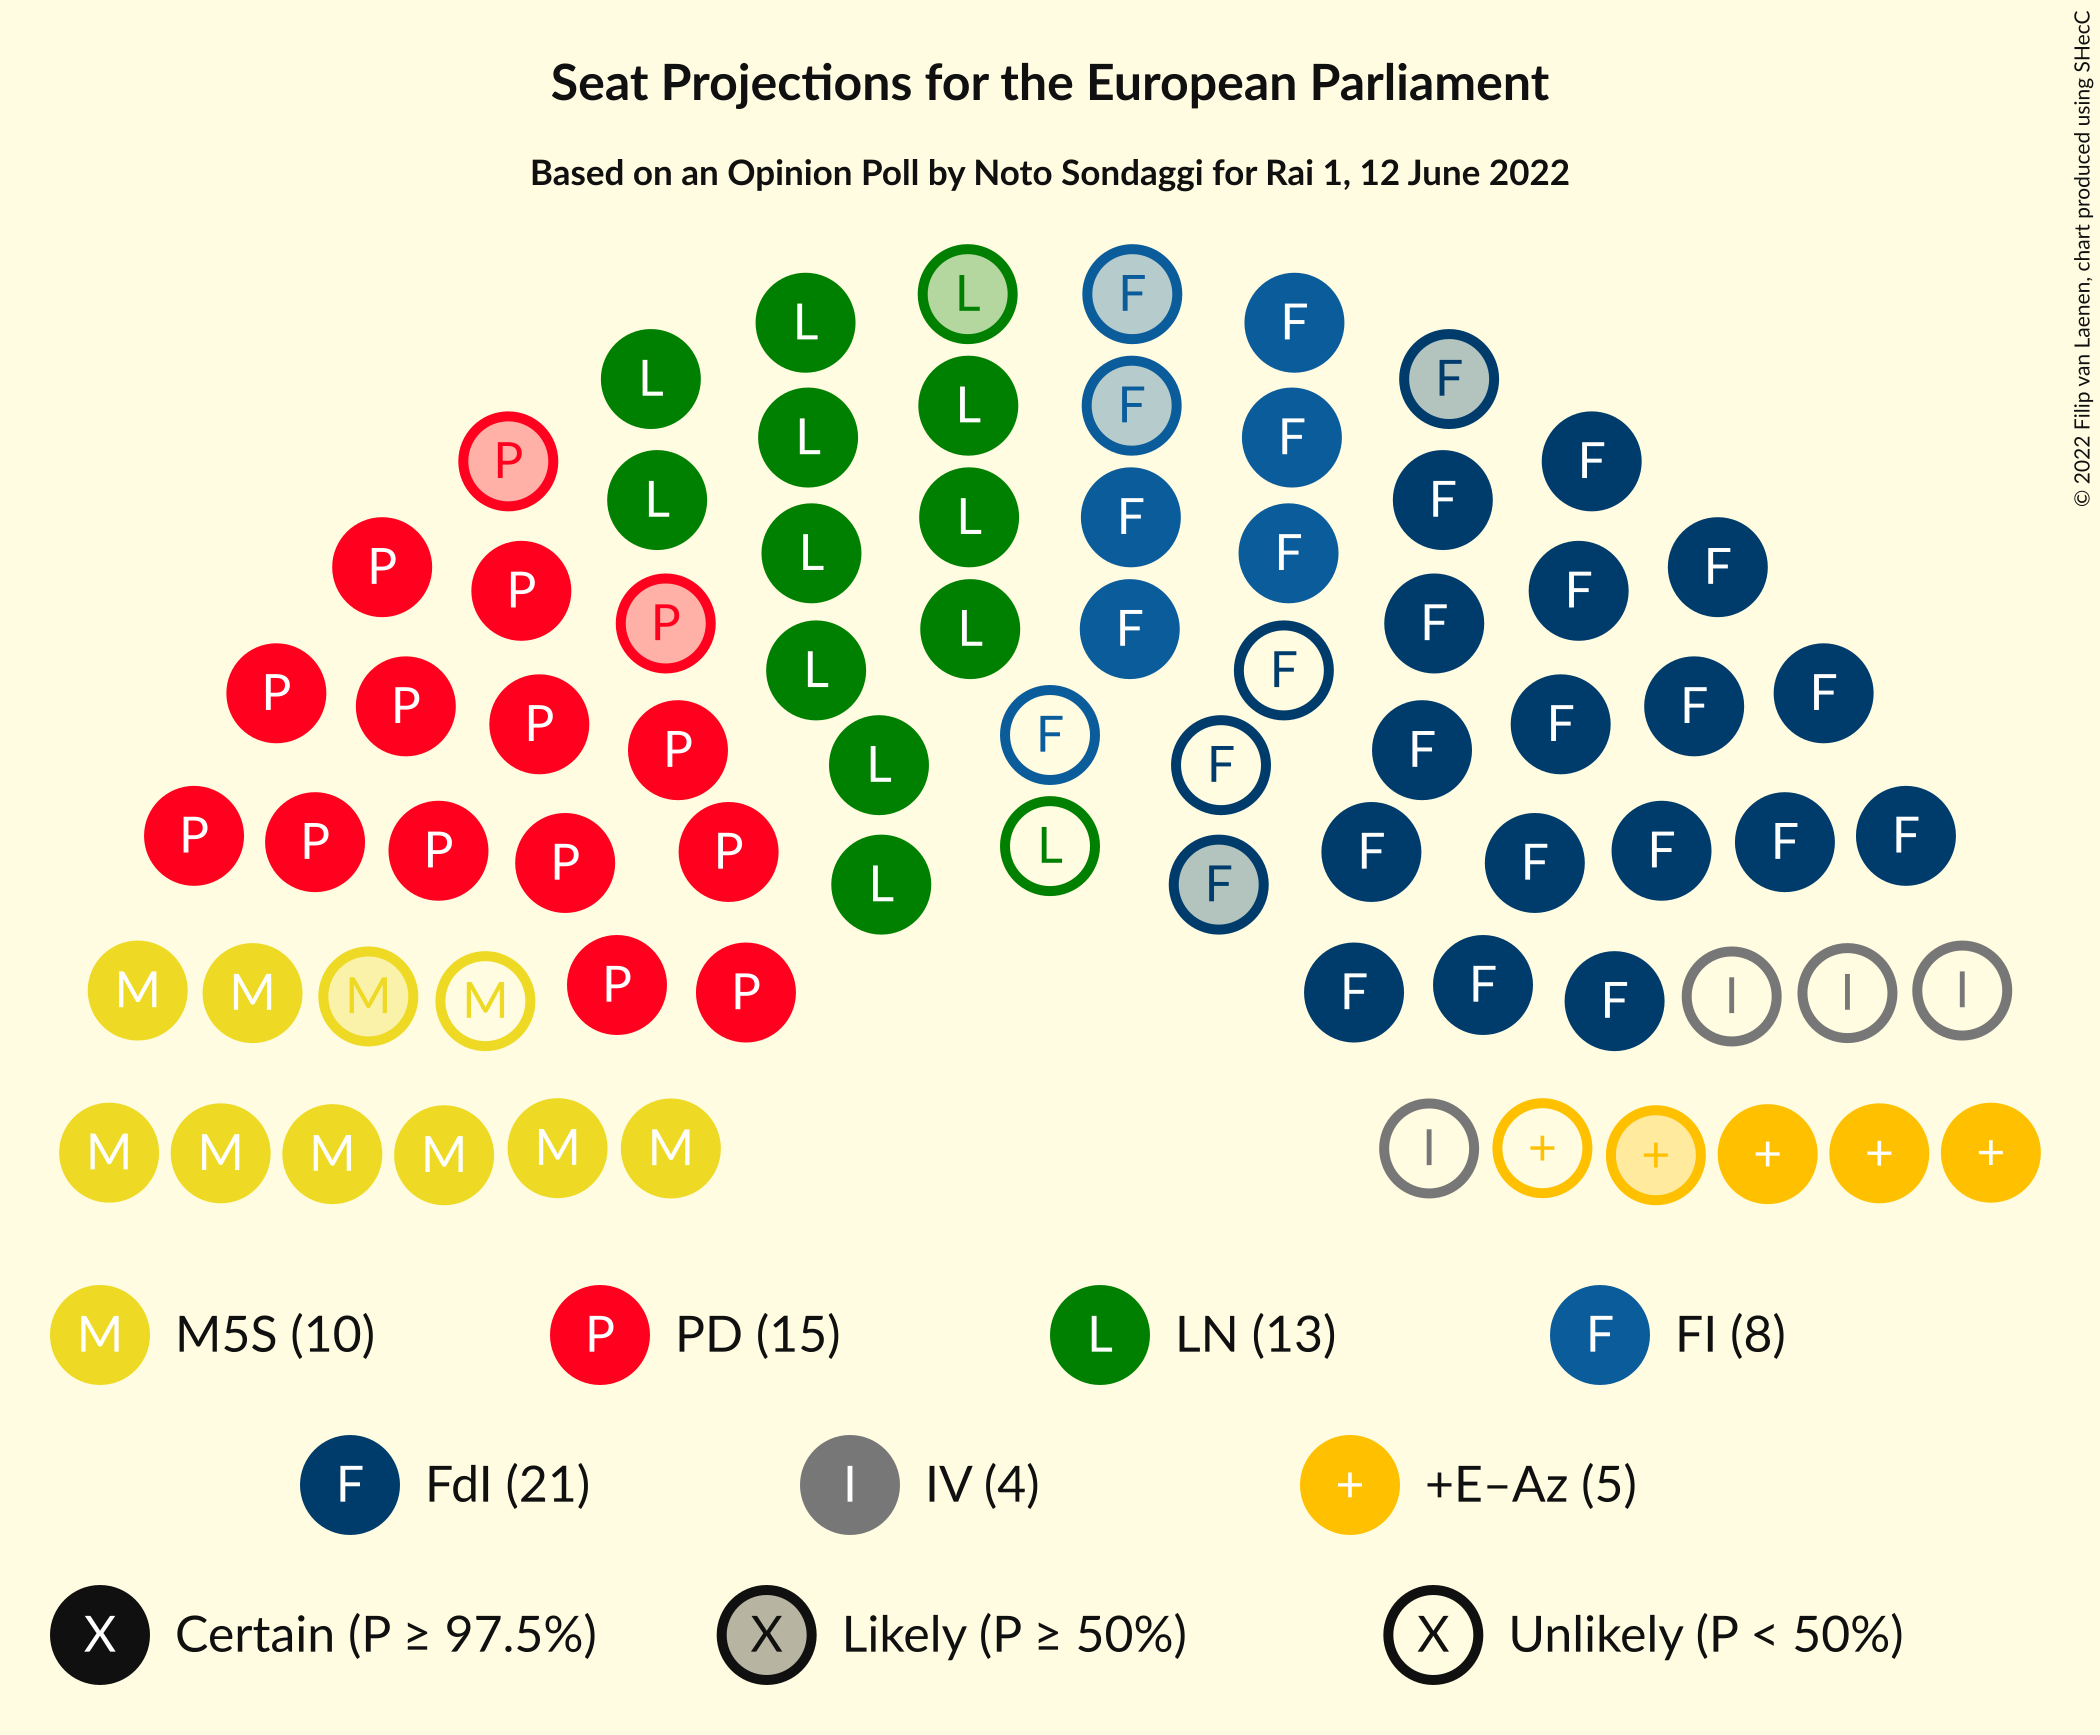 Seat Projections for the European Parliament
Based on an Opinion Poll by Noto Sondaggi for Rai 1, 12 June 2022
© 2022 Filip van Laenen, chart produced using SHecC
L F
L F
L F
L F
L F
P F
L F
L F
P F
L F
L F
P F
P F
P F
L F
P F
L F
P F
P F
P F
P F
F
L F
P F
P F
P F
P F
P F
L
L F
P F
P F
M I
M I
M I
M F
P F
M +
M +
M +
M +
M +
M I
M M5S (10) P PD (15) L LN (13) F FI (8)
F FdI (21) I IV (4) + +E–Az (5)
X Certain (P ≥ 97.5%) X Likely (P ≥ 50%) X Unlikely (P < 50%)